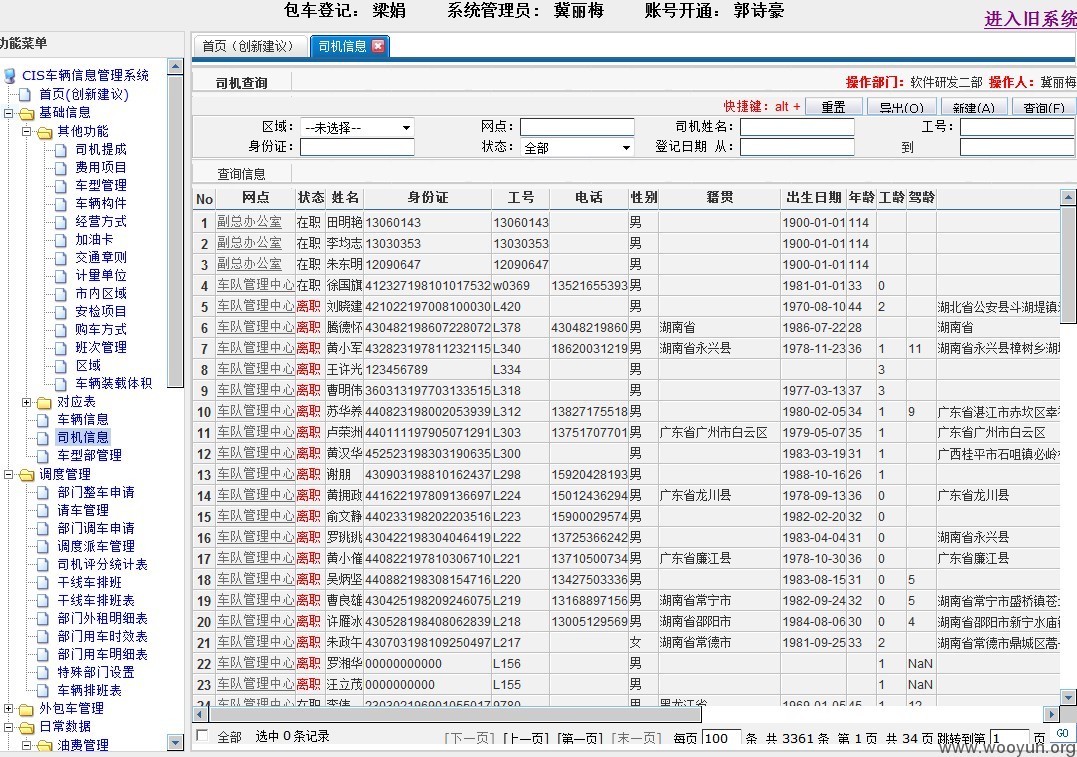 包车登记：梁娟 系统管理员：冀丽梅 账号开通：郭诗豪
进入旧系统
功能菜单
首页（创新建议） 司机信息
CIS车辆信息管理系统
首页(创新建议)
基础信息
其他功能
司机提成
费用项目
车型管理
车辆构件
经营方式
加油卡
交通章则
计量单位
市内区域
安检项目
购车方式
班次管理
区域
车辆装载体积
对应表
车辆信息
司机信息
车型部管理
调度管理
部门整车申请
请车管理
部门调车申请
调度派车管理
司机评分统计表
干线车排班
干线车排班表
部门外租明细表
部门用车时效表
部门用车明细表
特殊部门设置
车辆排班表
外包车管理
日常数据
油费管理
司机查询 操作部门：软件研发二部 操作人：冀丽梅
快捷键：alt + 重置 导出(O) 新建(A) 查询(F)
区域： --未选择-- 网点： 司机姓名： 工号：
身份证： 状态： 全部 登记日期 从： 到
查询信息
No 网点 状态 姓名 身份证 工号 电话 性别 籍贯 出生日期 年龄 工龄 驾龄
1 副总办公室 在职 田明艳 13060143 13060143 男 1900-01-01 114
2 副总办公室 在职 李均志 13030353 13030353 男 1900-01-01 114
3 副总办公室 在职 朱东明 12090647 12090647 男 1900-01-01 114
4 车队管理中心 在职 徐国旗 412327198101017532 w0369 13521655393 男 1981-01-01 33 0
5 车队管理中心 离职 刘晓建 421022197008100030 L420 男 1970-08-10 44 2 湖北省公安县斗湖堤镇
6 车队管理中心 离职 腾德怀 430482198607228072 L378 43048219860 男 湖南省 1986-07-22 28 湖南省
7 车队管理中心 离职 黄小军 432823197811232115 L340 18620031219 男 湖南省永兴县 1978-11-23 36 1 11 湖南省永兴县樟树乡
8 车队管理中心 离职 王许光 123456789 L334 男 3
9 车队管理中心 离职 曹明伟 360313197703133515 L318 男 1977-03-13 37 3
10 车队管理中心 离职 苏华养 440823198002053939 L312 13827175518 男 1980-02-05 34 1 9 广东省湛江市赤坎区
11 车队管理中心 离职 卢荣洲 440111197905071291 L303 13751707701 男 广东省广州市白云区 1979-05-07 35 1 广东省广州市白云区
12 车队管理中心 离职 黄汉华 452523198303190635 L300 男 1983-03-19 31 1 广西桂平市石咀镇必岭
13 车队管理中心 离职 谢朋 430903198810162437 L298 15920428193 男 1988-10-16 26 1
14 车队管理中心 离职 黄拥政 441622197809136697 L224 15012436294 男 广东省龙川县 1978-09-13 36 0 广东省龙川县
15 车队管理中心 离职 俞文静 440233198202203516 L223 15900029574 男 1982-02-20 32 0
16 车队管理中心 离职 罗姚姚 430422198304046419 L222 13725366242 男 1983-04-04 31 0 湖南省永兴县
17 车队管理中心 离职 黄小催 440822197810306710 L221 13710500734 男 广东省廉江县 1978-10-30 36 0 广东省廉江县
18 车队管理中心 离职 吴炳坚 440882198308154716 L220 13427503336 男 1983-08-15 31 0 5
19 车队管理中心 离职 曹良雄 430425198209246075 L219 13168897156 男 湖南省常宁市 1982-09-24 32 0 5 湖南省常宁市盛桥镇
20 车队管理中心 离职 许雁冰 430528198408062839 L218 13005129569 男 湖南省邵阳市 1984-08-06 30 0 4 湖南省邵阳市新宁水庙
21 车队管理中心 离职 朱政午 430703198109250497 L217 女 湖南省常德市 1981-09-25 33 2 湖南省常德市鼎城区
22 车队管理中心 离职 罗湘华 00000000000 L156 男 1 NaN
23 车队管理中心 离职 汪立茂 00000000000 L155 男 1 NaN
全部 选中 0 条记录 [下一页] [上一页] [第一页] [末一页] 每页 100 条 共 3361 条 第 1 页 共 34 页 跳转到第 1 页 GO
www.wooyun.org